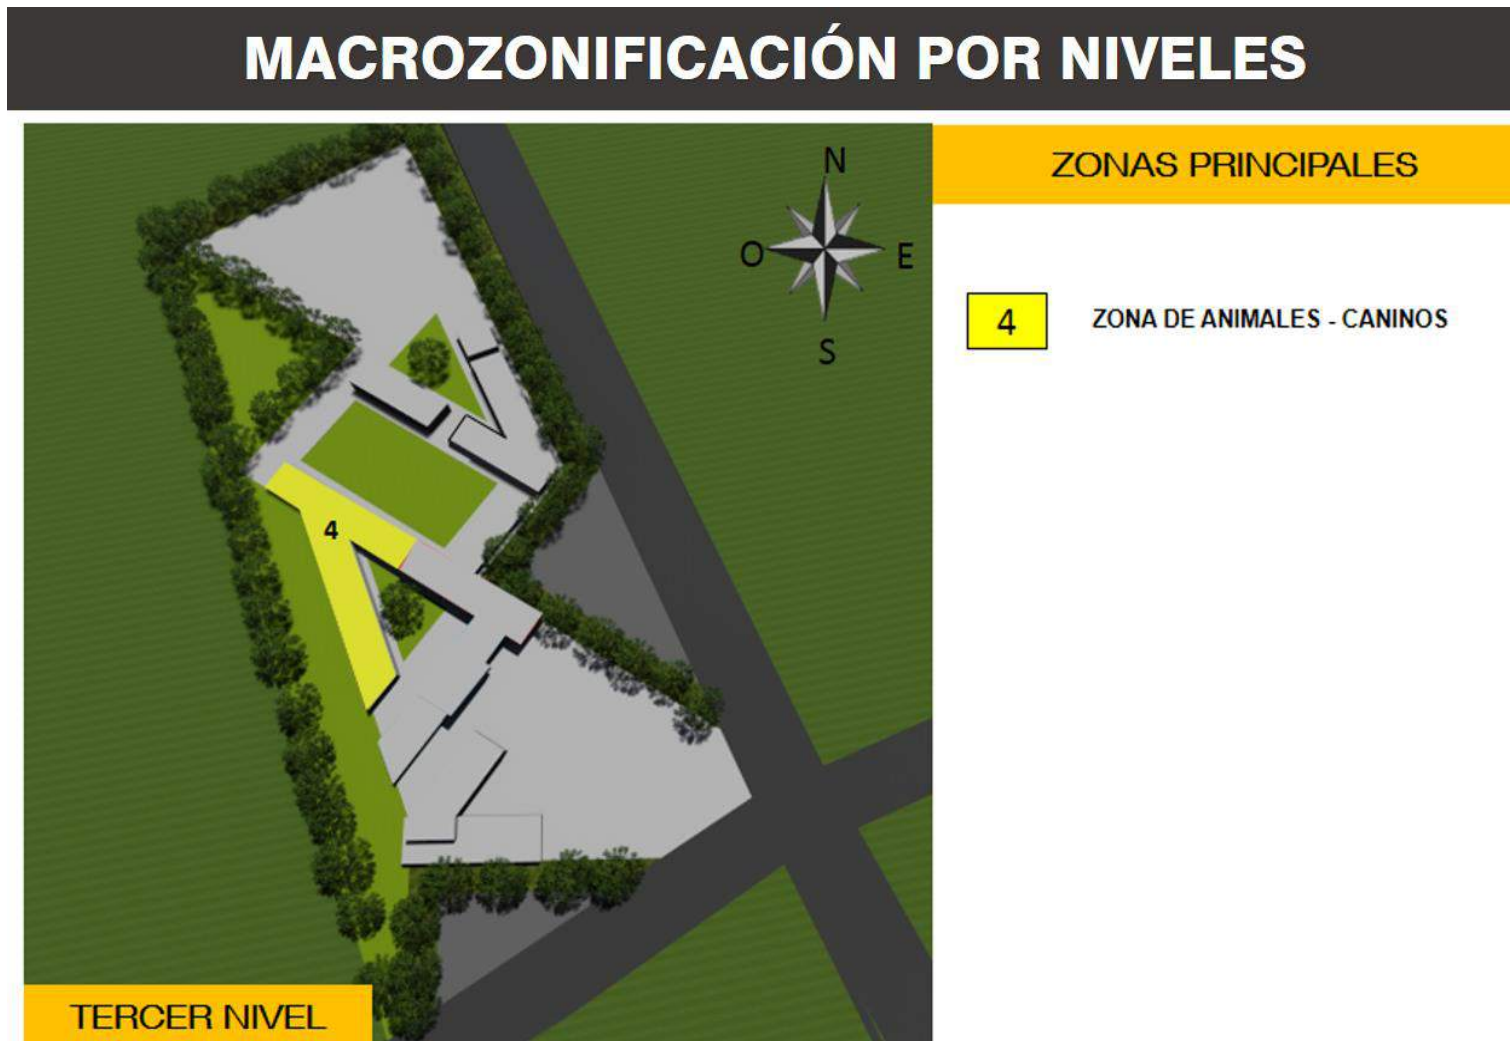 MACROZONIFICACIÓN POR NIVELES
ZONAS PRINCIPALES
N
O
E
S
4
ZONA DE ANIMALES - CANINOS
4
TERCER NIVEL